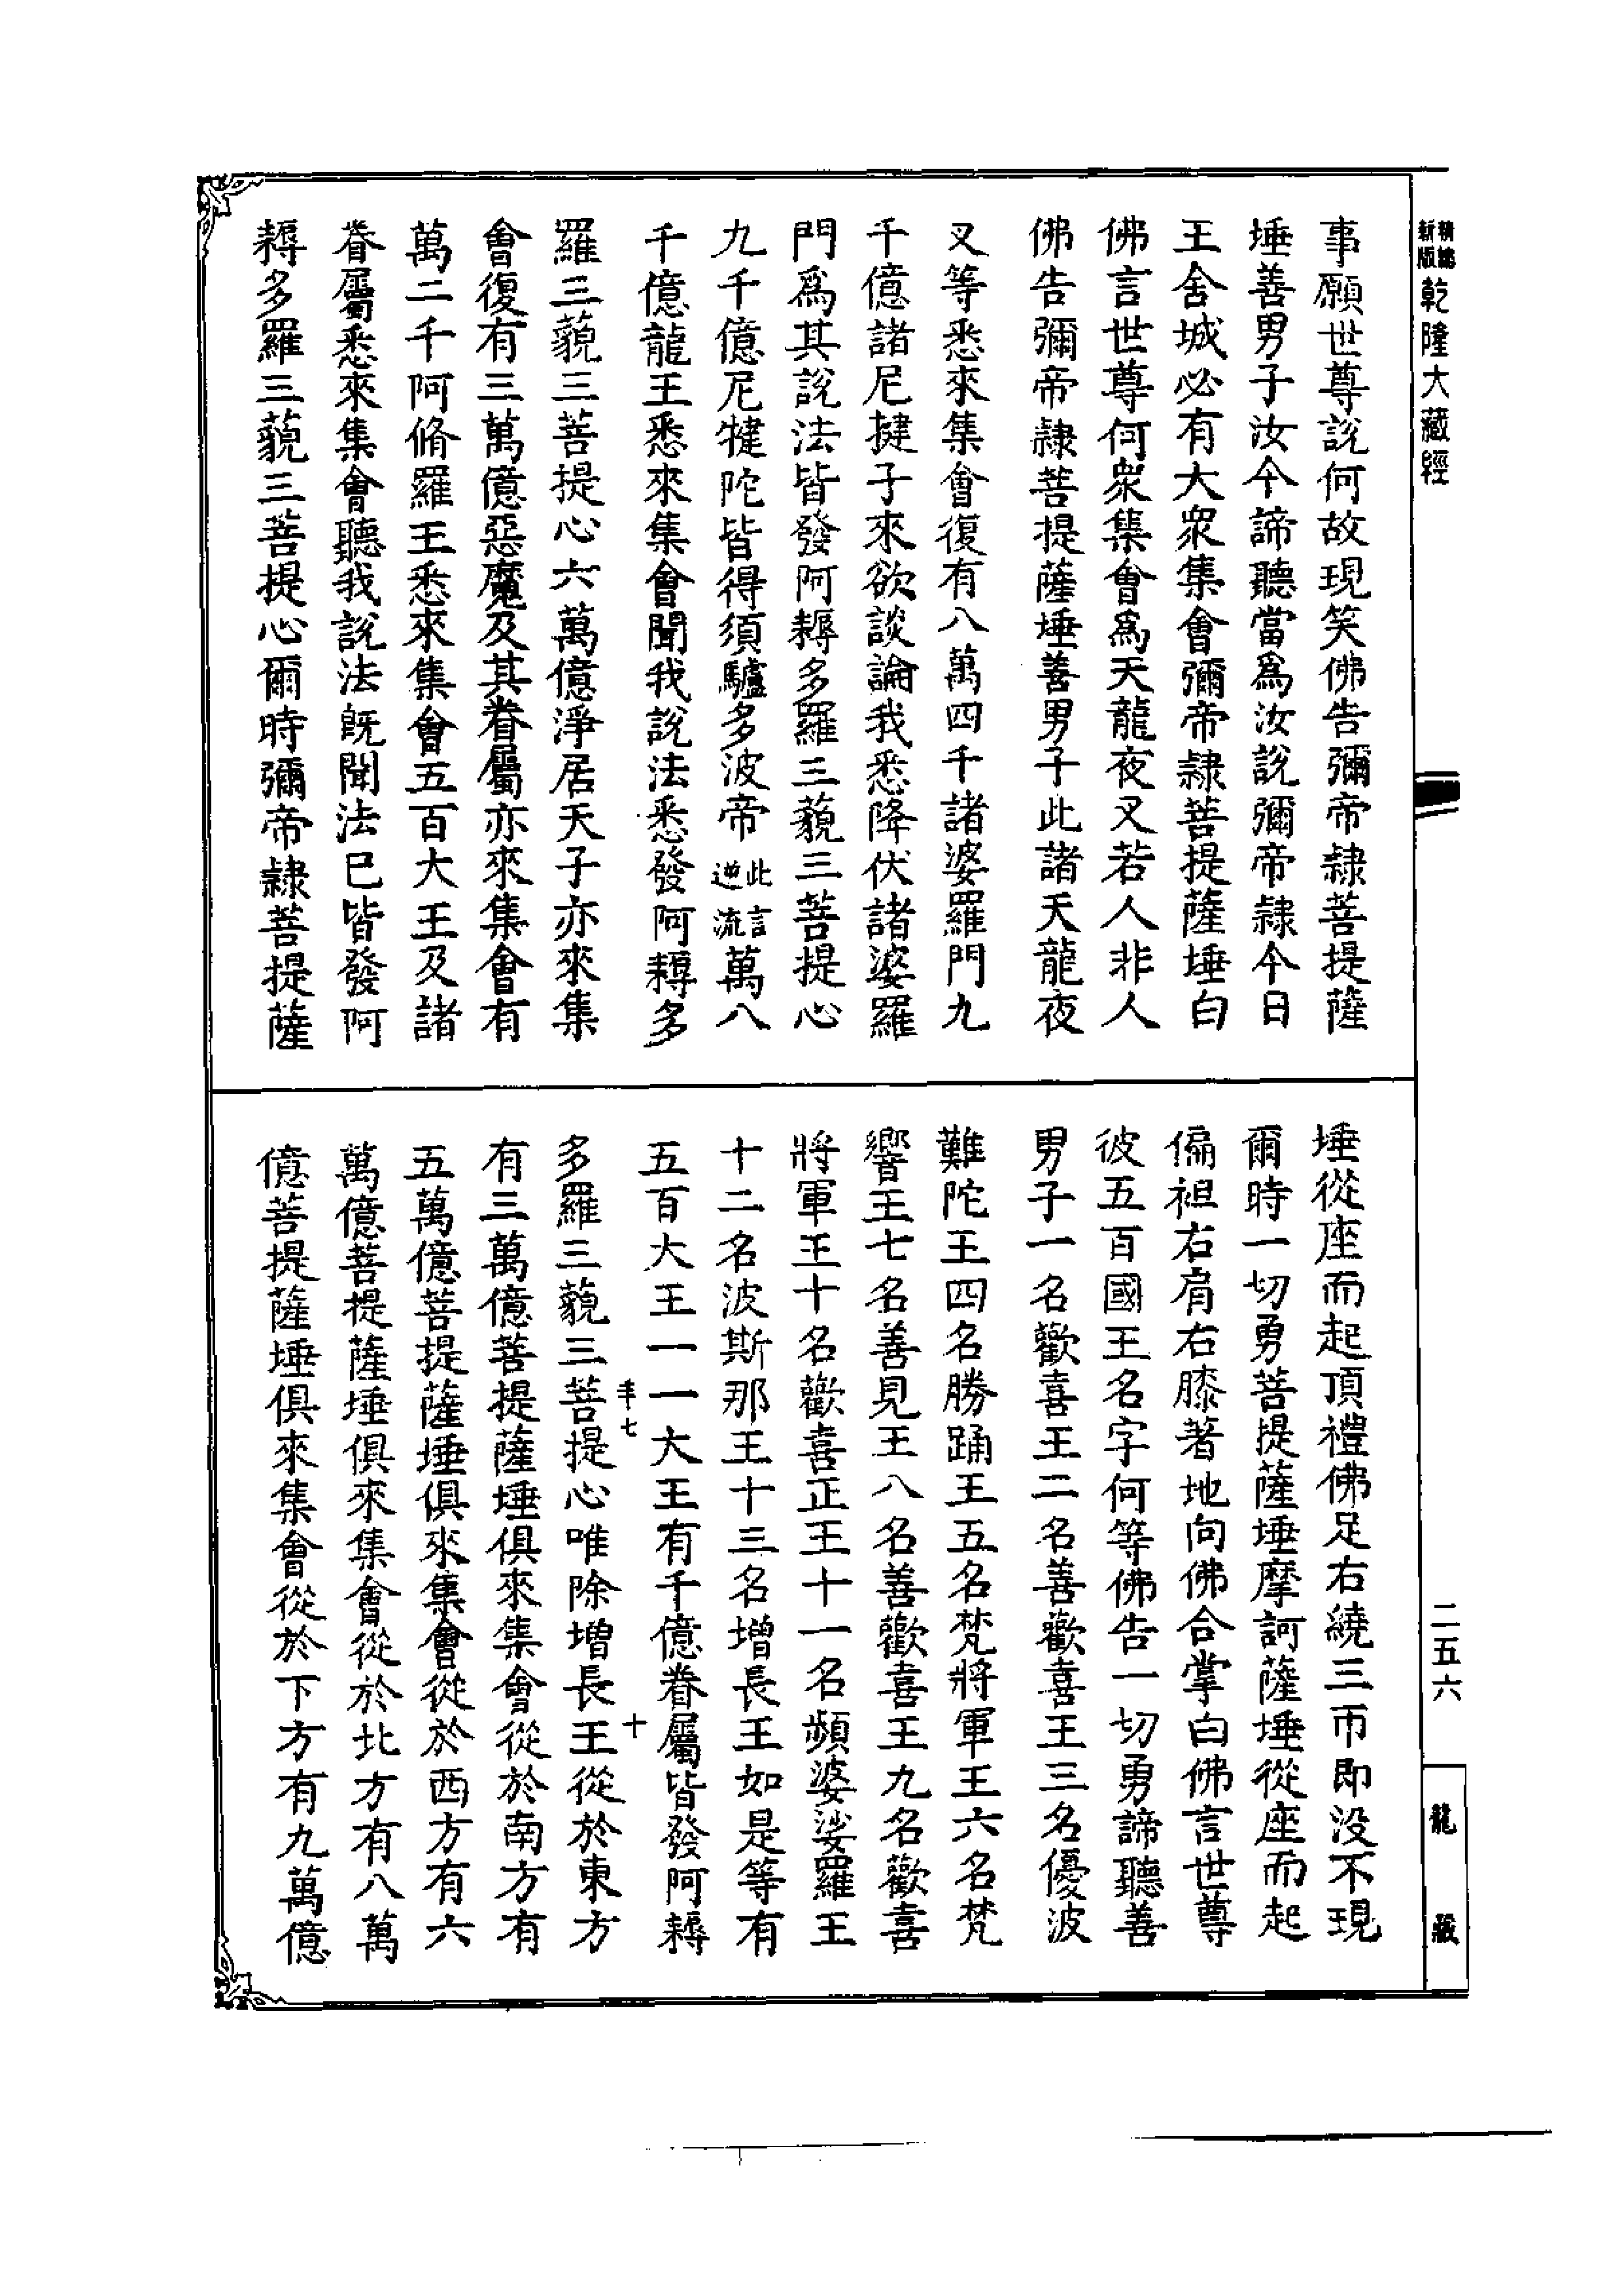 新版
乾隆大藏經
事願世尊說何故現笑佛告彌帝隸菩提薩
埵善男子汝今諦聽當爲汝說彌帝隸今日
王舍城必有大衆集會彌帝隸菩提薩埵白
佛言世尊何衆集會爲天龍夜叉若人非人
佛告彌帝隸菩提薩埵善男子此諸天龍夜
叉等悉來集會復有八萬四千諸婆羅門九
千億諸尼揵子來欲談論我悉降伏諸婆羅
門爲其說法皆發阿耨多羅三藐三菩提心
九千億尼犍陀皆得須驢多波帝此言逆流萬八
千億龍王悉來集會聞我說法悉發阿耨多
羅三藐三菩提心六萬億淨居天子亦來集
會復有三萬億惡魔及其眷屬亦來集會有
萬二千阿脩羅王悉來集會五百大王及諸
眷屬悉來集會聽我說法旣聞法已皆發阿
耨多羅三藐三菩提心爾時彌帝隸菩提薩
埵從座而起頂禮佛足右繞三帀即没不現
爾時一切勇菩提薩埵摩訶薩埵從座而起
偏袒右肩右膝著地向佛合掌白佛言世尊
彼五百國王名字何等佛告一切勇諦聽善
男子一名歡喜王二名善歡喜王三名優波
難陀王四名勝踊王五名梵將軍王六名梵
響王七名善見王八名善歡喜王九名歡喜
將軍王十名歡喜正王十一名頻婆娑羅王
十二名波斯那王十三名增長王如是等有
五百大王一一大王有千億眷屬皆發阿耨
多羅三藐三菩提心唯除增長王從於東方
有三萬億菩提薩埵俱來集會從於南方有
五萬億菩提薩埵俱來集會從於西方有六
萬億菩提薩埵俱來集會從於北方有八萬
億菩提薩埵俱來集會從於下方有九萬億
七
十
二五六
龍藏